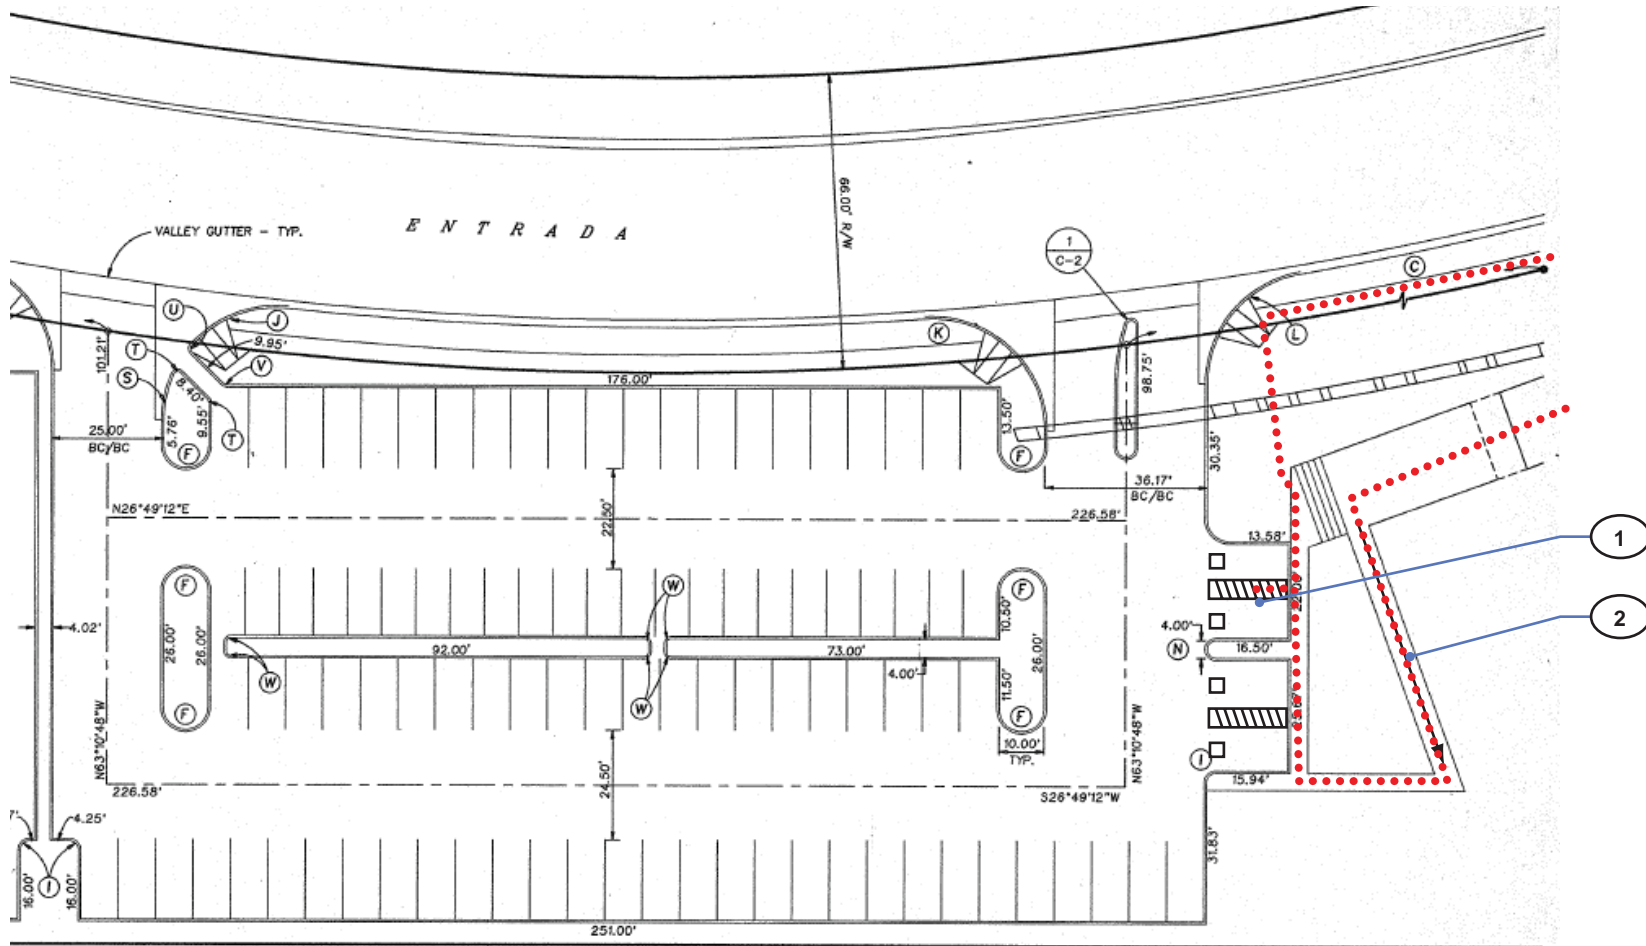 66.00' R/W
E N T R A D A
VALLEY GUTTER - TYP.
1
C-2
C
U
J
K
L
9.95'
T
V
S
101.21'
8.40'
176.00'
98.75'
5.76'
9.55'
T
13.50'
25.00'
BC/BC
F
F
30.35'
36.17'
BC/BC
N26°49'12"E
22.50'
226.58'
13.58'
1
F
F
W
10.50'
2
4.02'
26.00'
26.00'
92.00'
73.00'
26.00'
4.00'
N
16.50'
4.00'
W
11.50'
W
F
F
N63°10'48"W
10.00'
TYP.
N63°10'48"W
I
15.94'
226.58'
24.50'
S26°49'12"W
4.25'
31.83'
I
16.00'
16.00'
251.00'